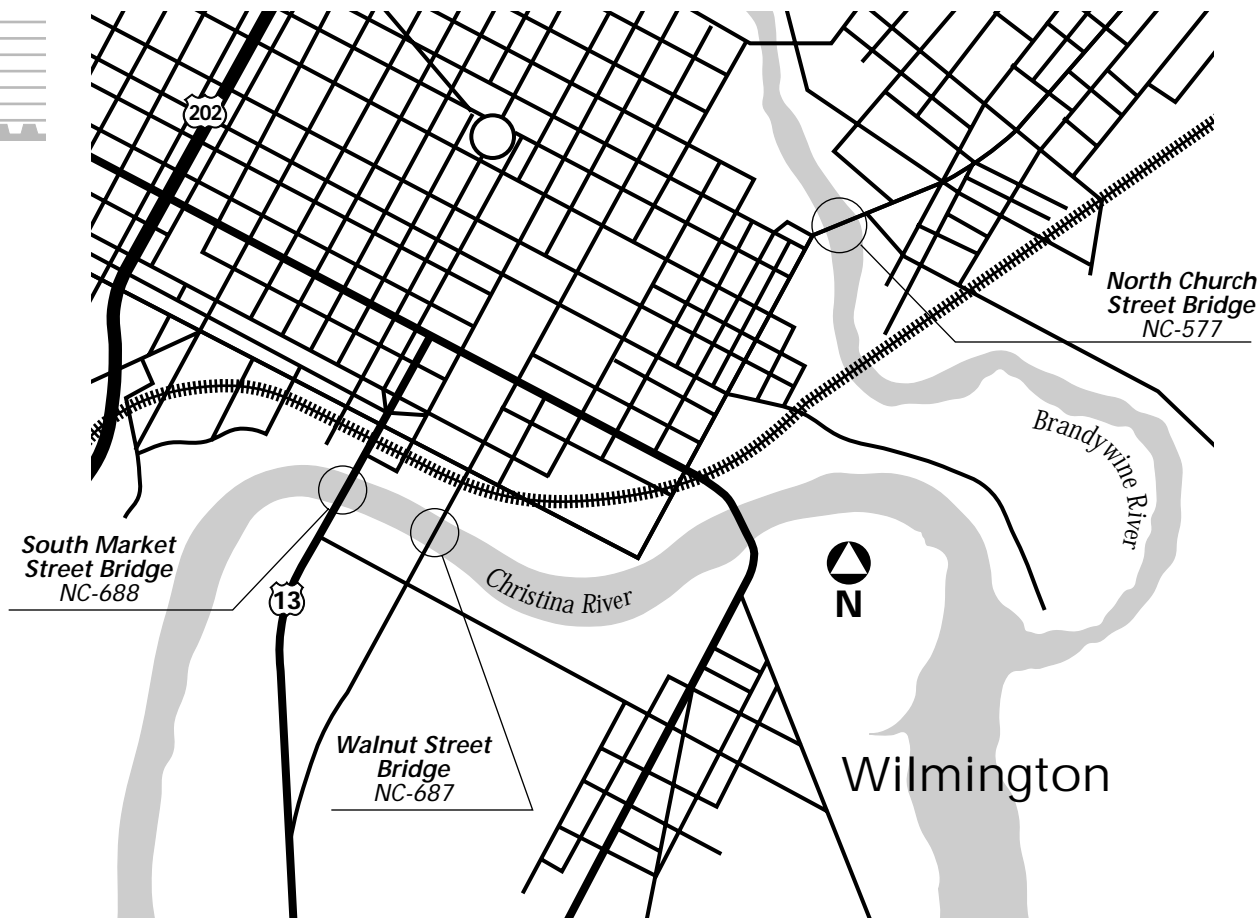 202
North Church
Street Bridge
NC-577
Brandywine River
South Market
Street Bridge
NC-688
13
Christina River
N
Walnut Street
Bridge
NC-687
Wilmington